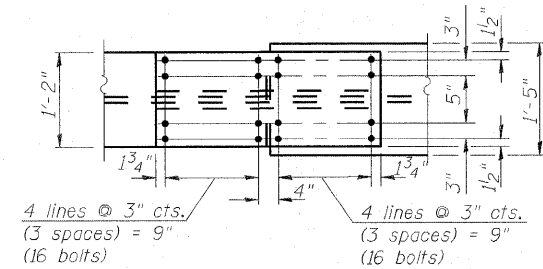 3"
1½"
1'-2"
5"
1'-5"
1¾"
4"
3"
1½"
1¾"
4 lines @ 3" cts.
(3 spaces) = 9"
(16 bolts)
4 lines @ 3" cts.
(3 spaces) = 9"
(16 bolts)